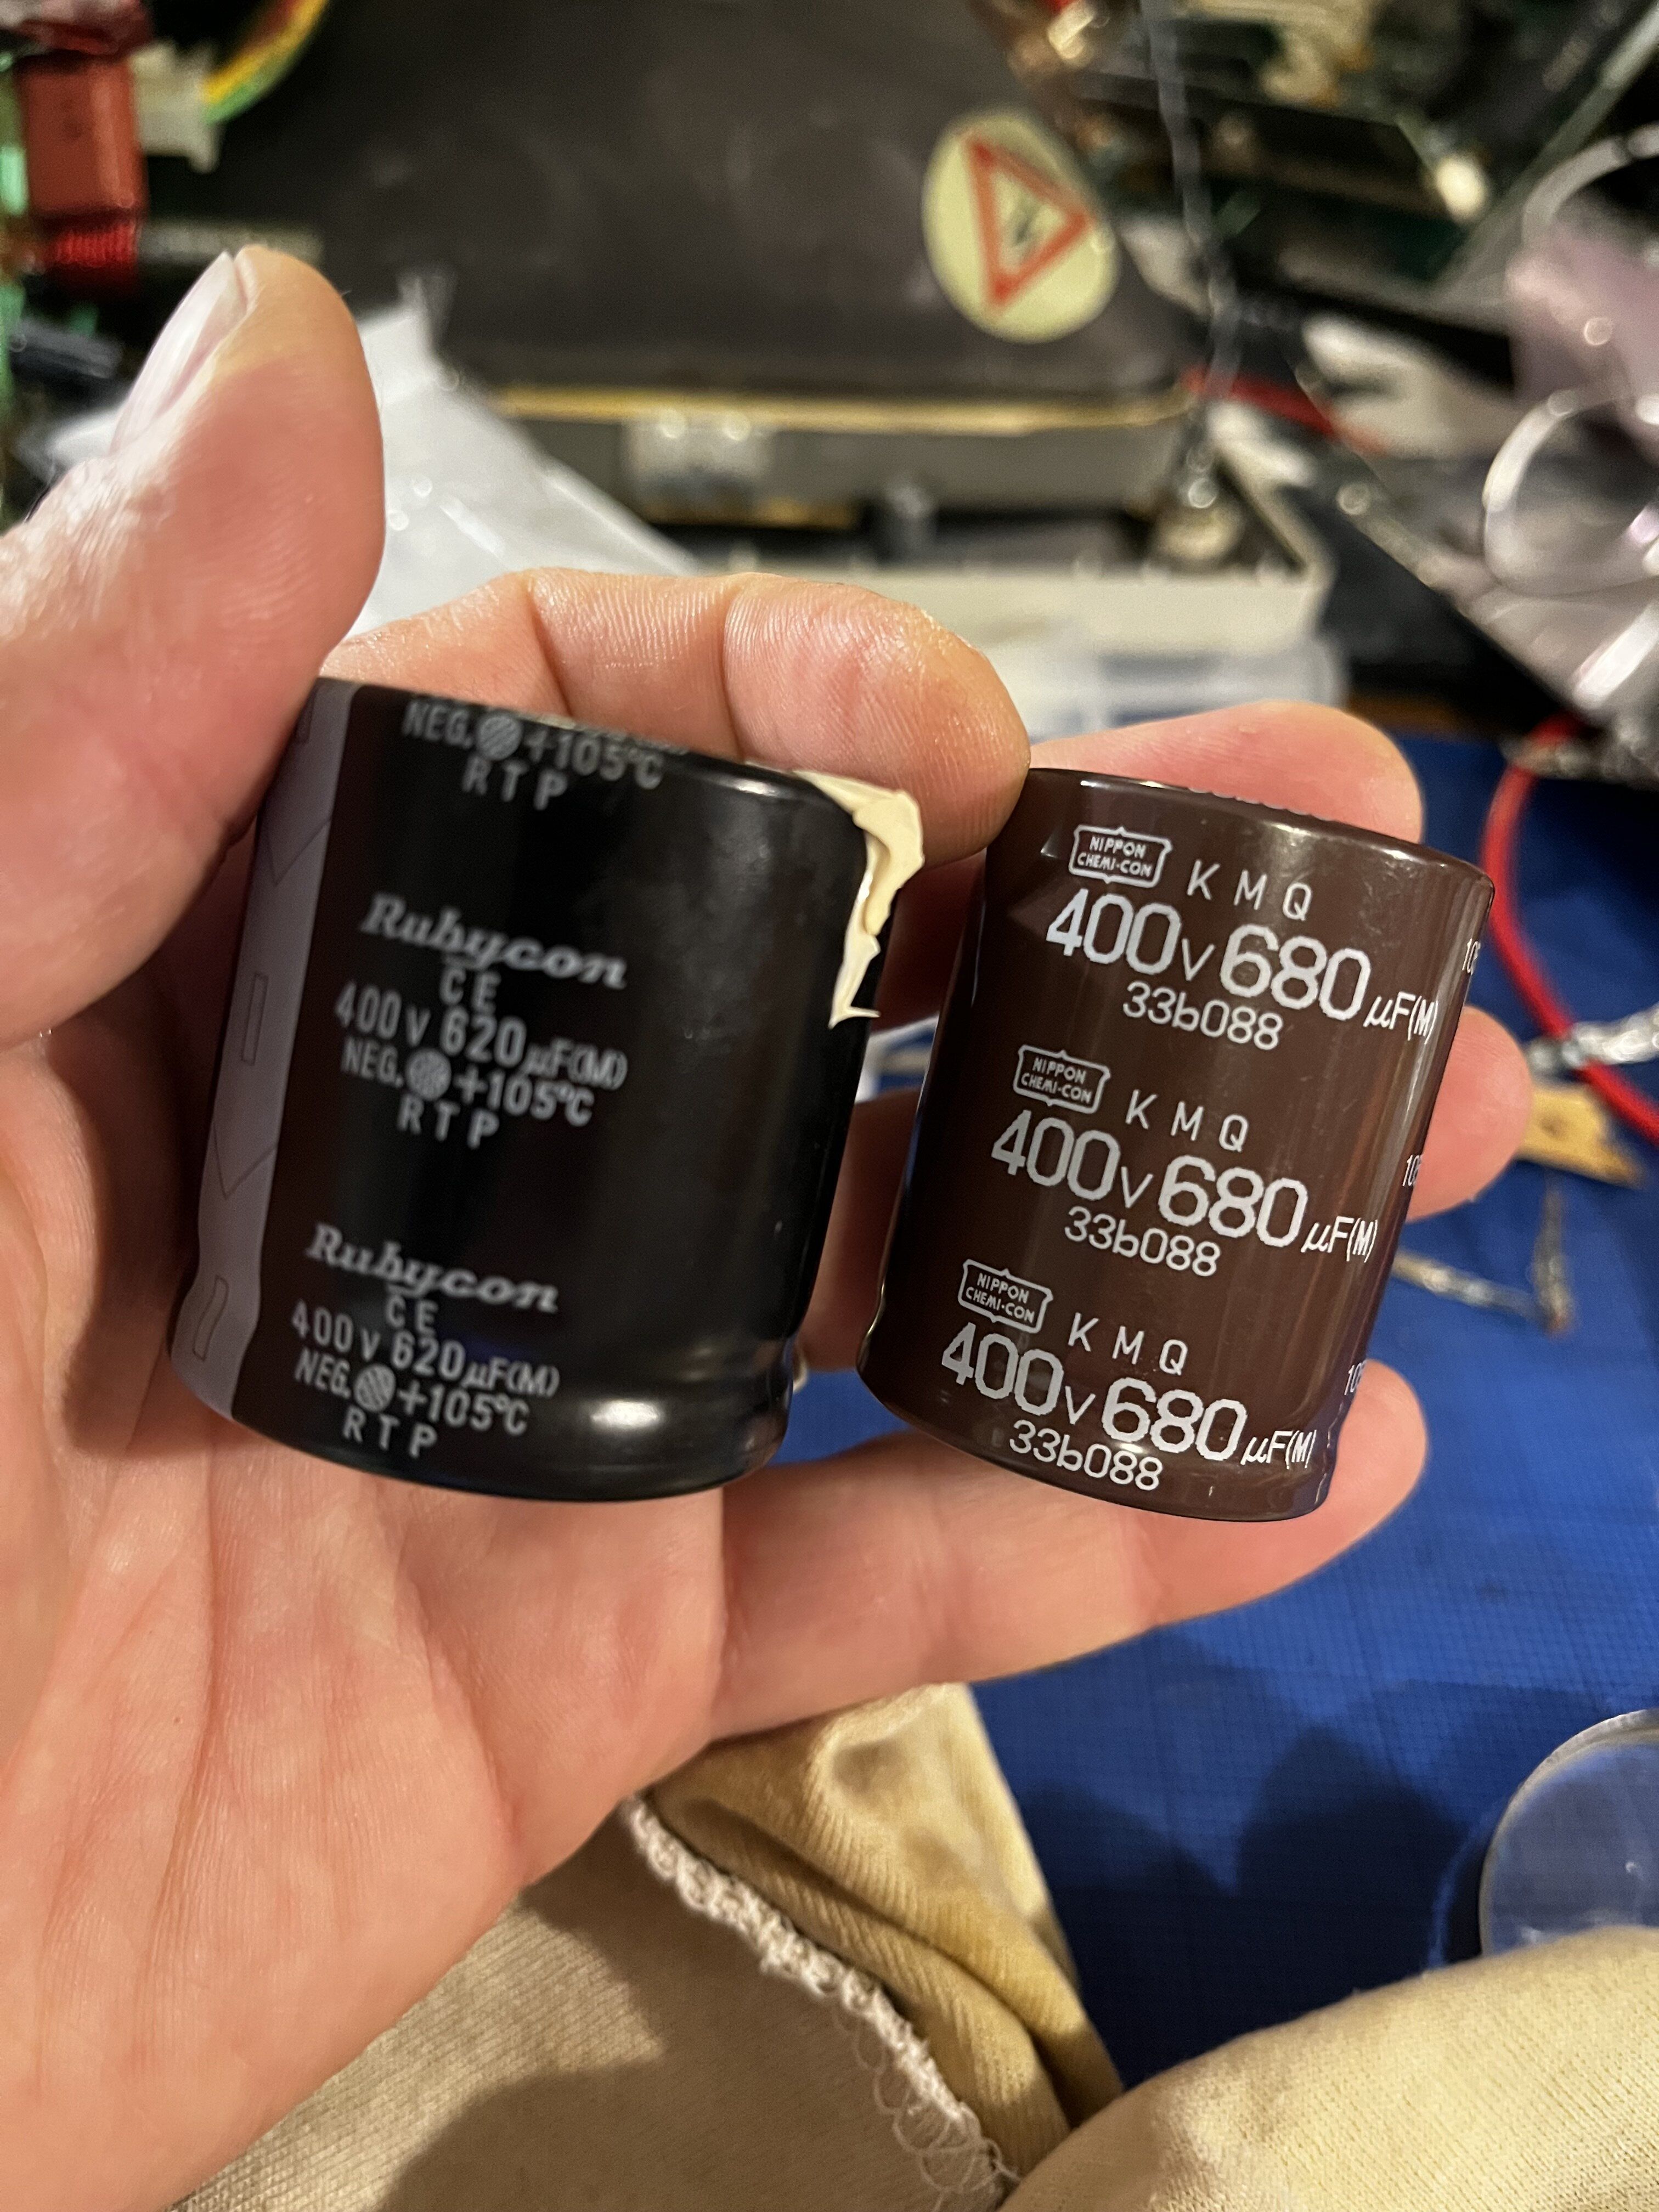 NEG. +105°C
RTP
Rubycon
CE
400V 620µF(M)
NEG. +105°C
RTP
Rubycon
CE
400V 620µF(M)
NEG. +105°C
RTP
NIPPON
CHEMI-CON
KMQ
400V 680µF(M)
33b088
NIPPON
CHEMI-CON
KMQ
400V 680µF(M)
33b088
NIPPON
CHEMI-CON
KMQ
400V 680µF(M)
33b088